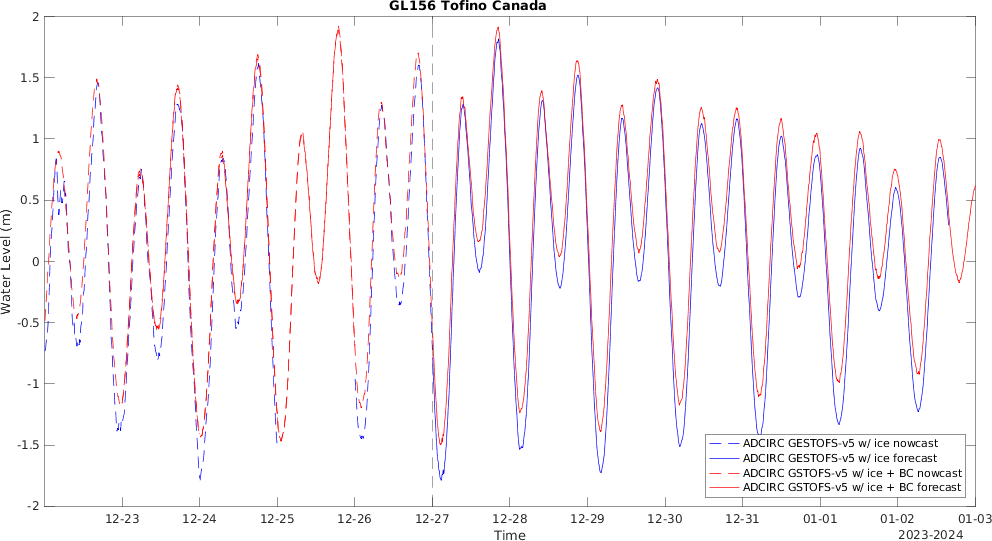 GL156 Tofino Canada
Water Level (m)
2
1.5
1
0.5
0
-0.5
-1
-1.5
-2
ADCIRC GESTOFS-v5 w/ ice nowcast
ADCIRC GESTOFS-v5 w/ ice forecast
ADCIRC GSTOFS-v5 w/ ice + BC nowcast
ADCIRC GSTOFS-v5 w/ ice + BC forecast
12-23 12-24 12-25 12-26 12-27 12-28 12-29 12-30 12-31 01-01 01-02 01-03
Time
2023-2024